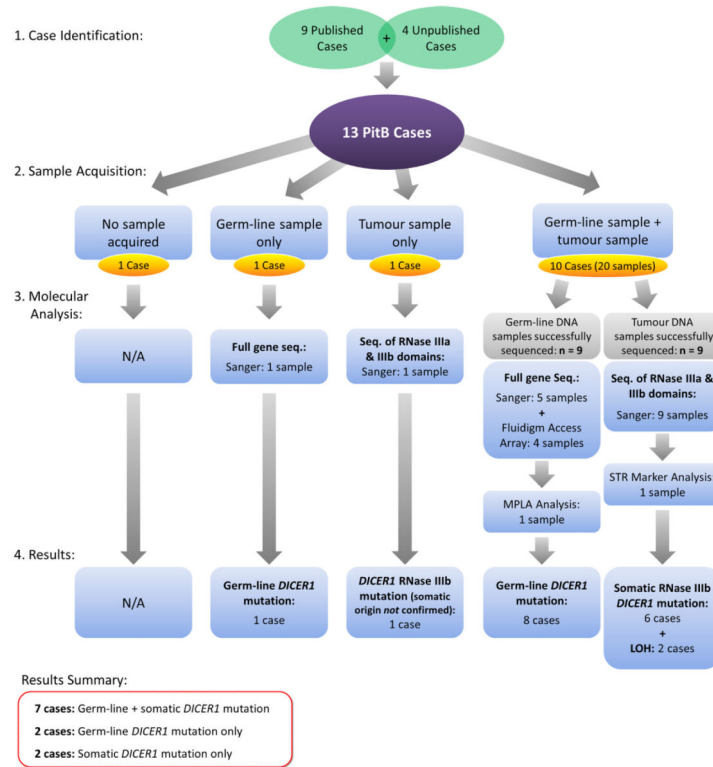 1. Case Identification:
9 Published
Cases
+
4 Unpublished
Cases
13 PitB Cases
2. Sample Acquisition:
No sample
acquired
1 Case
Germ-line sample
only
1 Case
Tumour sample
only
1 Case
Germ-line sample +
tumour sample
10 Cases (20 samples)
3. Molecular
Analysis:
N/A
Full gene seq.:
Sanger: 1 sample
Seq. of RNase IIIa
& IIIb domains:
Sanger: 1 sample
Germ-line DNA
samples successfully
sequenced: n = 9
Full gene Seq.:
Sanger: 5 samples
+
Fluidigm Access
Array: 4 samples
MPLA Analysis:
1 sample
Tumour DNA
samples successfully
sequenced: n = 9
Seq. of RNase IIIa &
IIIb domains:
Sanger: 9 samples
STR Marker Analysis:
1 sample
4. Results:
N/A
Germ-line DICER1
mutation:
1 case
DICER1 RNase IIIb
mutation (somatic
origin not confirmed):
1 case
Germ-line DICER1
mutation:
8 cases
Somatic RNase IIIb
DICER1 mutation:
6 cases
+
LOH: 2 cases
Results Summary:
7 cases: Germ-line + somatic DICER1 mutation
2 cases: Germ-line DICER1 mutation only
2 cases: Somatic DICER1 mutation only